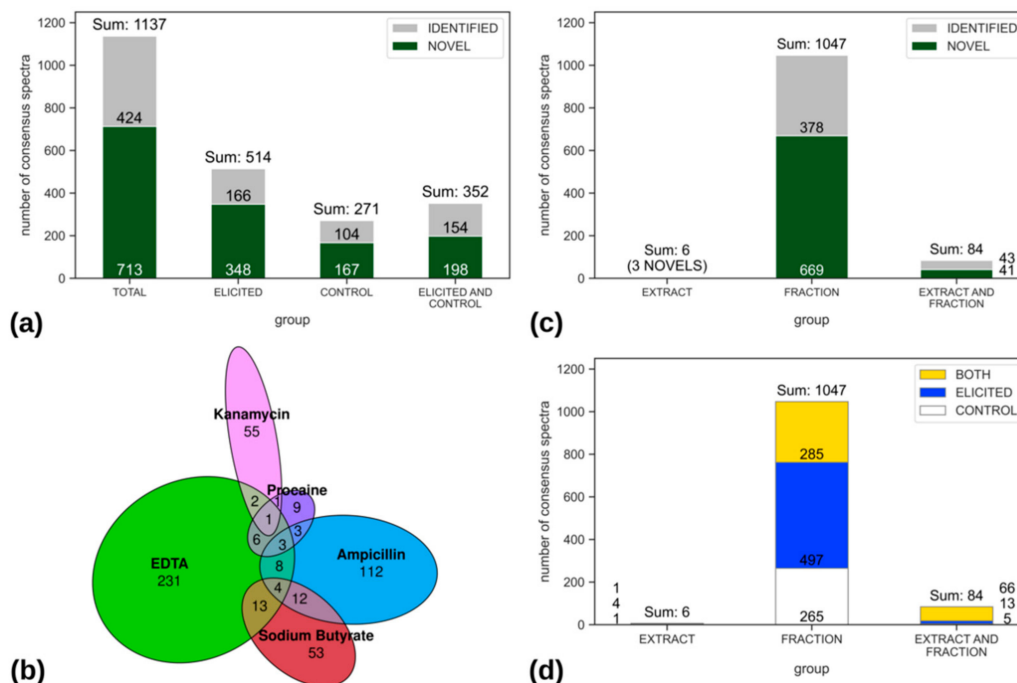 Sum: 1137
IDENTIFIED
NOVEL
1200
1000
800
600
400
200
0
number of consensus spectra
424
713
Sum: 514
166
348
Sum: 271
104
167
Sum: 352
154
198
TOTAL
ELICITED
CONTROL
ELICITED AND
CONTROL
group
(a)
IDENTIFIED
NOVEL
1200
1000
800
600
400
200
0
number of consensus spectra
Sum: 6
(3 NOVELS)
Sum: 1047
378
669
Sum: 84
43
41
EXTRACT
FRACTION
EXTRACT AND
FRACTION
group
(c)
Kanamycin
55
Procaine
9
2
1
1
6
3
3
EDTA
231
8
Ampicillin
112
4
13
12
Sodium Butyrate
53
(b)
BOTH
ELICITED
CONTROL
1200
1000
800
600
400
200
0
number of consensus spectra
1
4
1
Sum: 6
Sum: 1047
285
497
265
Sum: 84
66
13
5
EXTRACT
FRACTION
EXTRACT AND
FRACTION
group
(d)